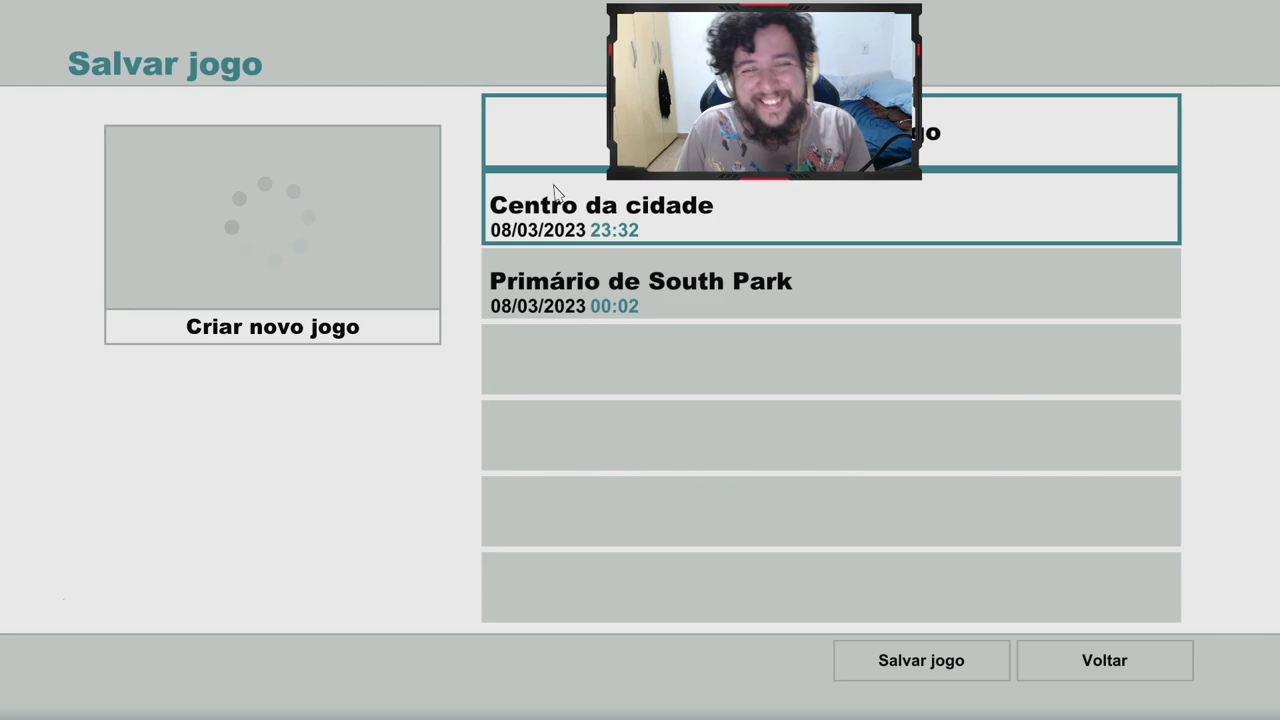 Salvar jogo
Criar novo jogo
Centro da cidade
08/03/2023 23:32
Primário de South Park
08/03/2023 00:02
Salvar jogo
Voltar